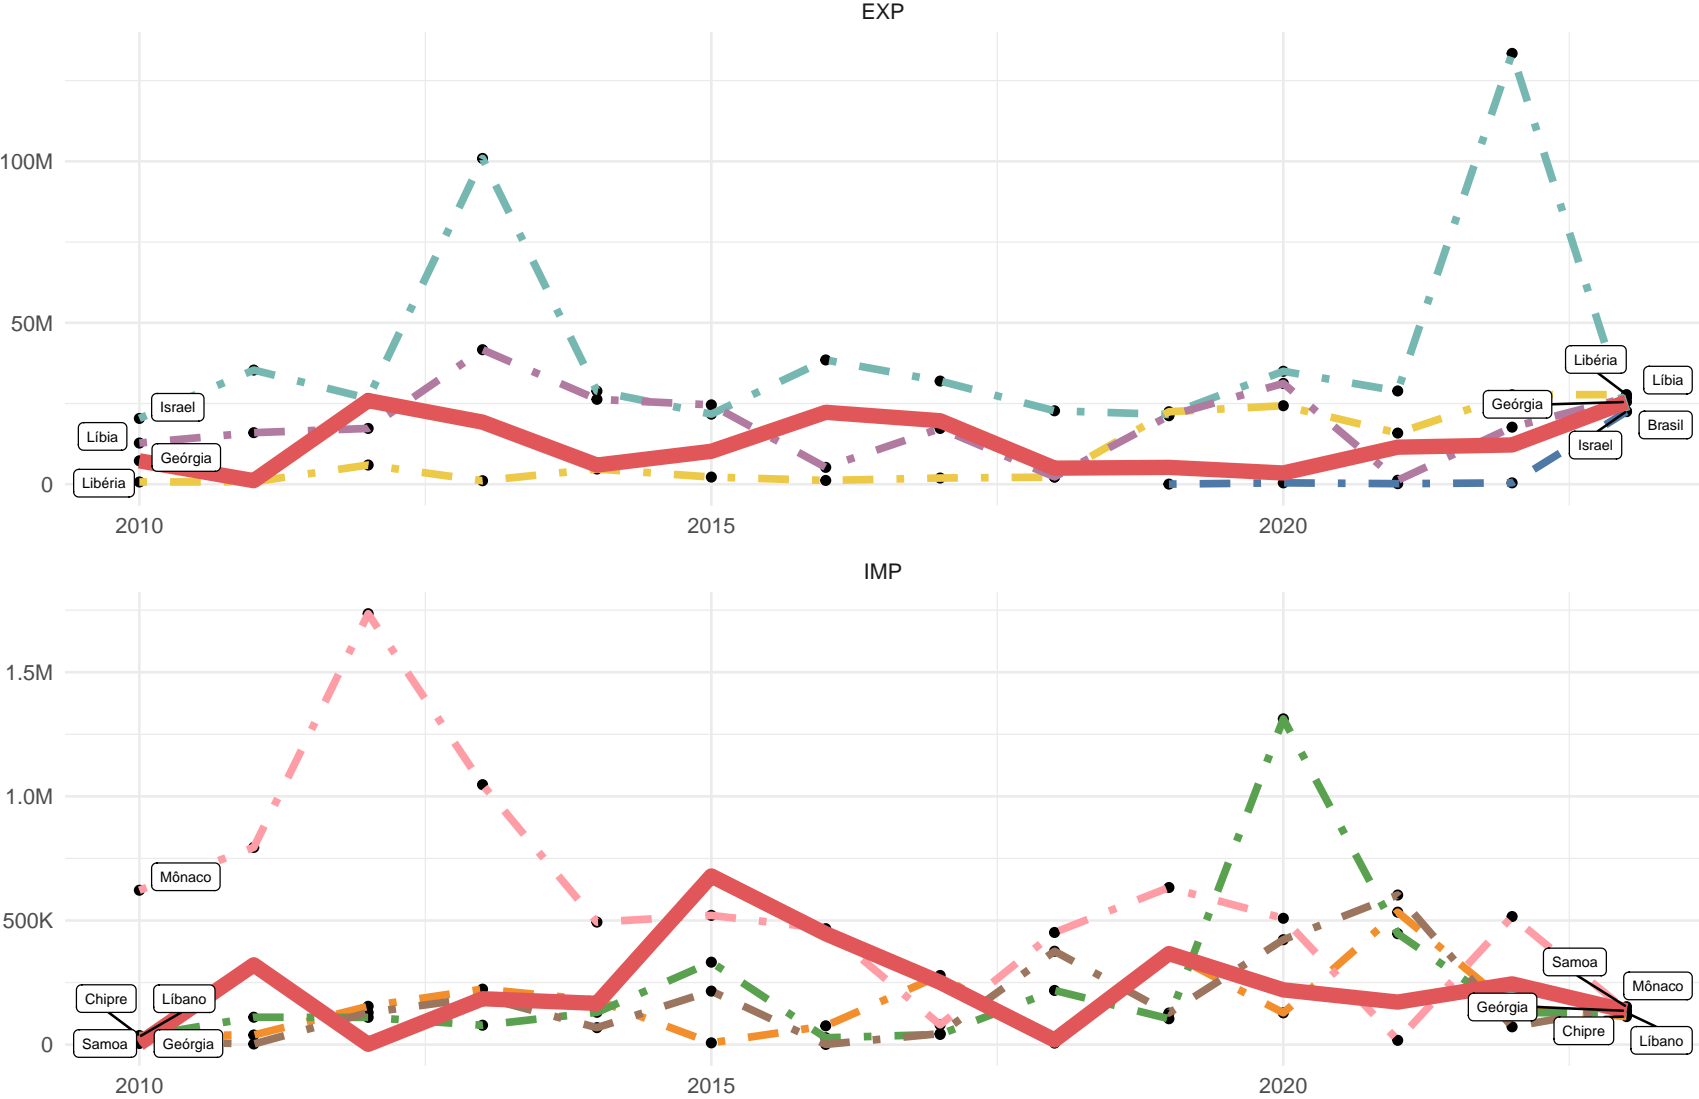 EXP
100M
50M
0
Israel
Líbia
Geórgia
Libéria
Libéria
Líbia
Geórgia
Brasil
Israel
2010
2015
2020
IMP
1.5M
1.0M
500K
0
Mônaco
Chipre
Líbano
Samoa
Geórgia
Samoa
Mônaco
Geórgia
Chipre
Líbano
2010
2015
2020